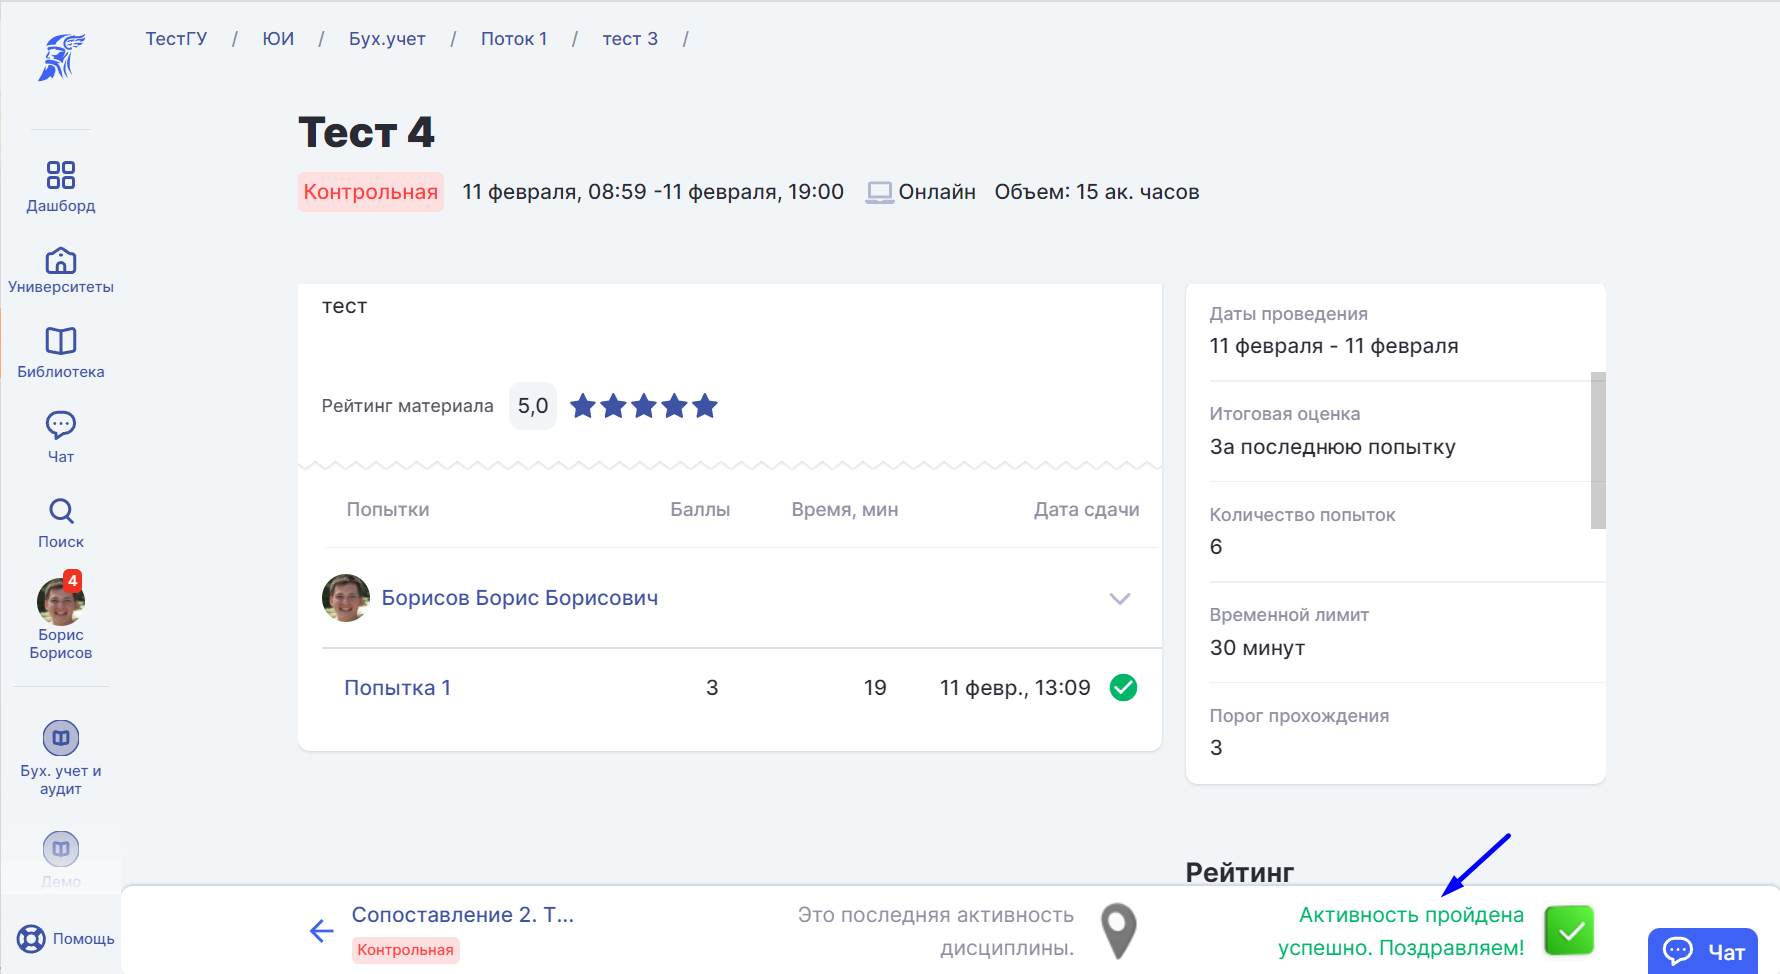 ТестГУ / ЮИ / Бух.учет / Поток 1 / тест 3 /
Тест 4
Контрольная 11 февраля, 08:59 -11 февраля, 19:00 Онлайн Объем: 15 ак. часов
Дашборд
Университеты
Библиотека
Чат
Поиск
4
Борис
Борисов
Бух. учет и
аудит
Демо
Помощь
тест
Рейтинг материала 5,0
Попытки Баллы Время, мин Дата сдачи
Борисов Борис Борисович
Попытка 1 3 19 11 февр., 13:09
Даты проведения
11 февраля - 11 февраля
Итоговая оценка
За последнюю попытку
Количество попыток
6
Временной лимит
30 минут
Порог прохождения
3
Рейтинг
Сопоставление 2. Т...
Контрольная
Это последняя активность
дисциплины.
Активность пройдена
успешно. Поздравляем!
Чат